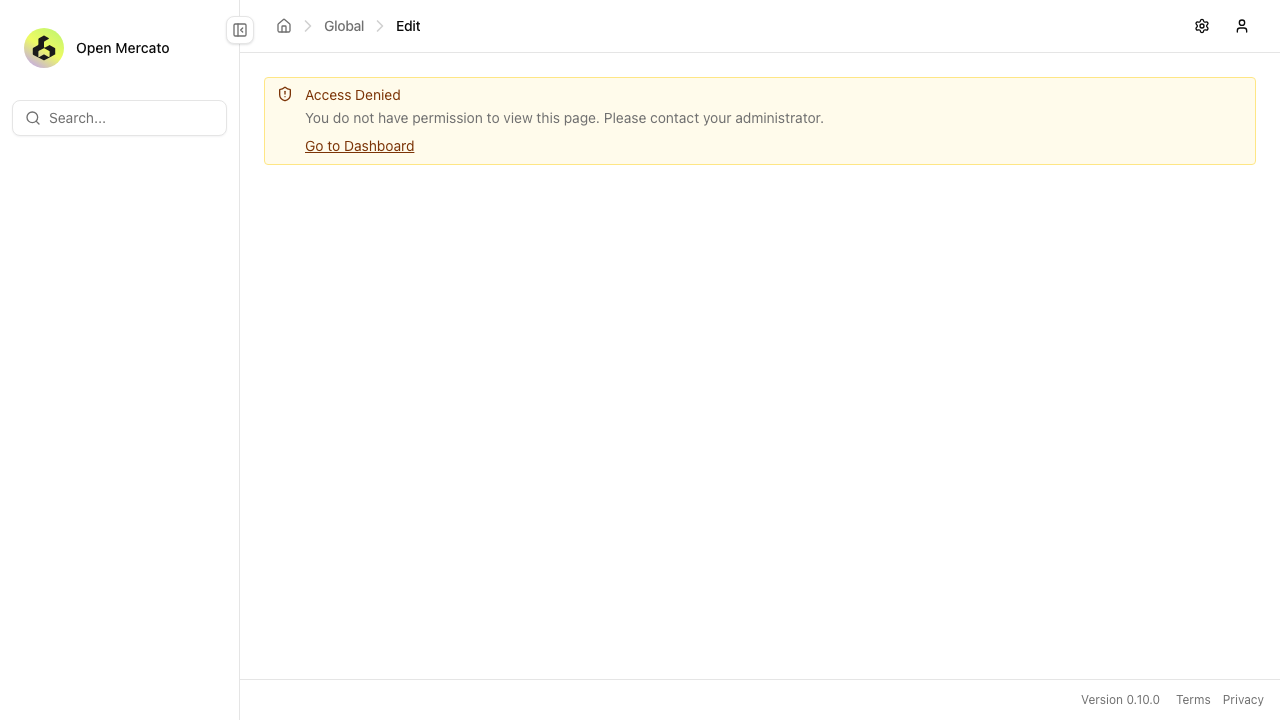 Open Mercato
Search...
Global
Edit
Access Denied
You do not have permission to view this page. Please contact your administrator.
Go to Dashboard
Version 0.10.0
Terms
Privacy